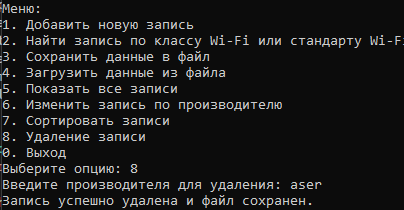 Меню:
1. Добавить новую запись
2. Найти запись по классу Wi-Fi или стандарту Wi-F
3. Сохранить данные в файл
4. Загрузить данные из файла
5. Показать все записи
6. Изменить запись по производителю
7. Сортировать записи
8. Удаление записи
0. Выход
Выберите опцию: 8
Введите производителя для удаления: aser
Запись успешно удалена и файл сохранен.